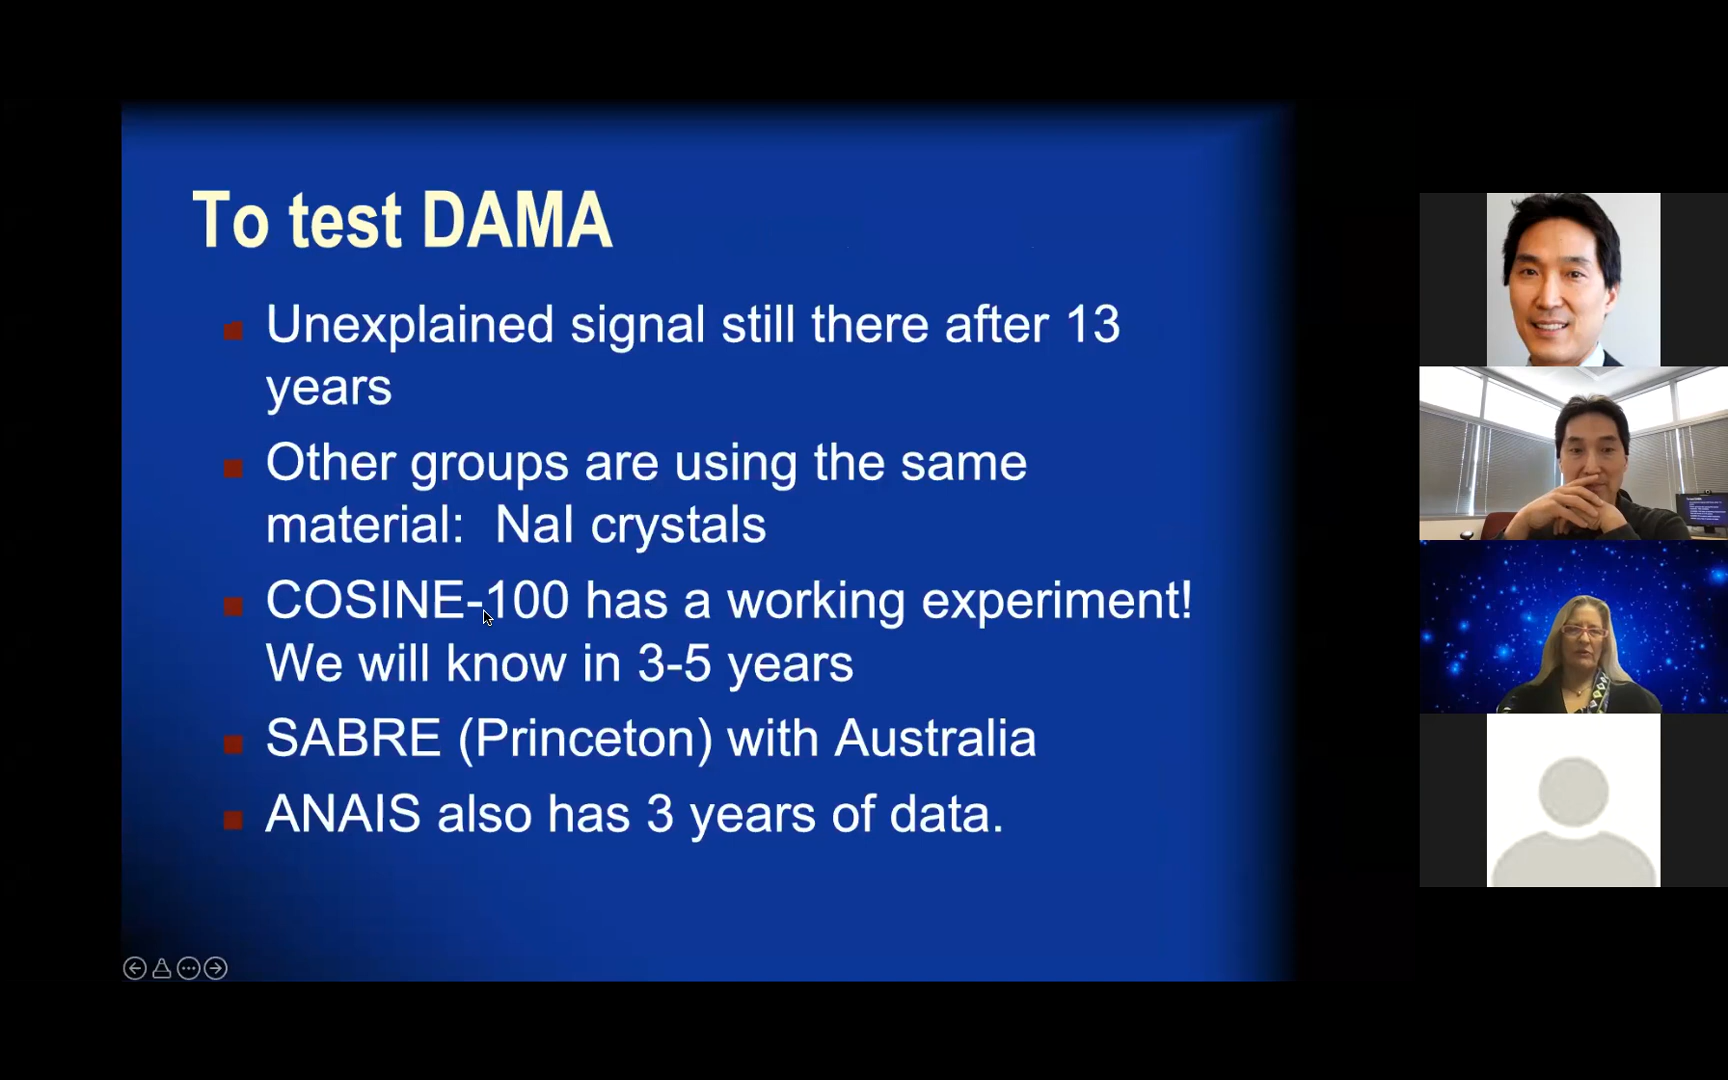 To test DAMA
Unexplained signal still there after 13
years
Other groups are using the same
material:  NaI crystals
COSINE-100 has a working experiment!
We will know in 3-5 years
SABRE (Princeton) with Australia
ANAIS also has 3 years of data.